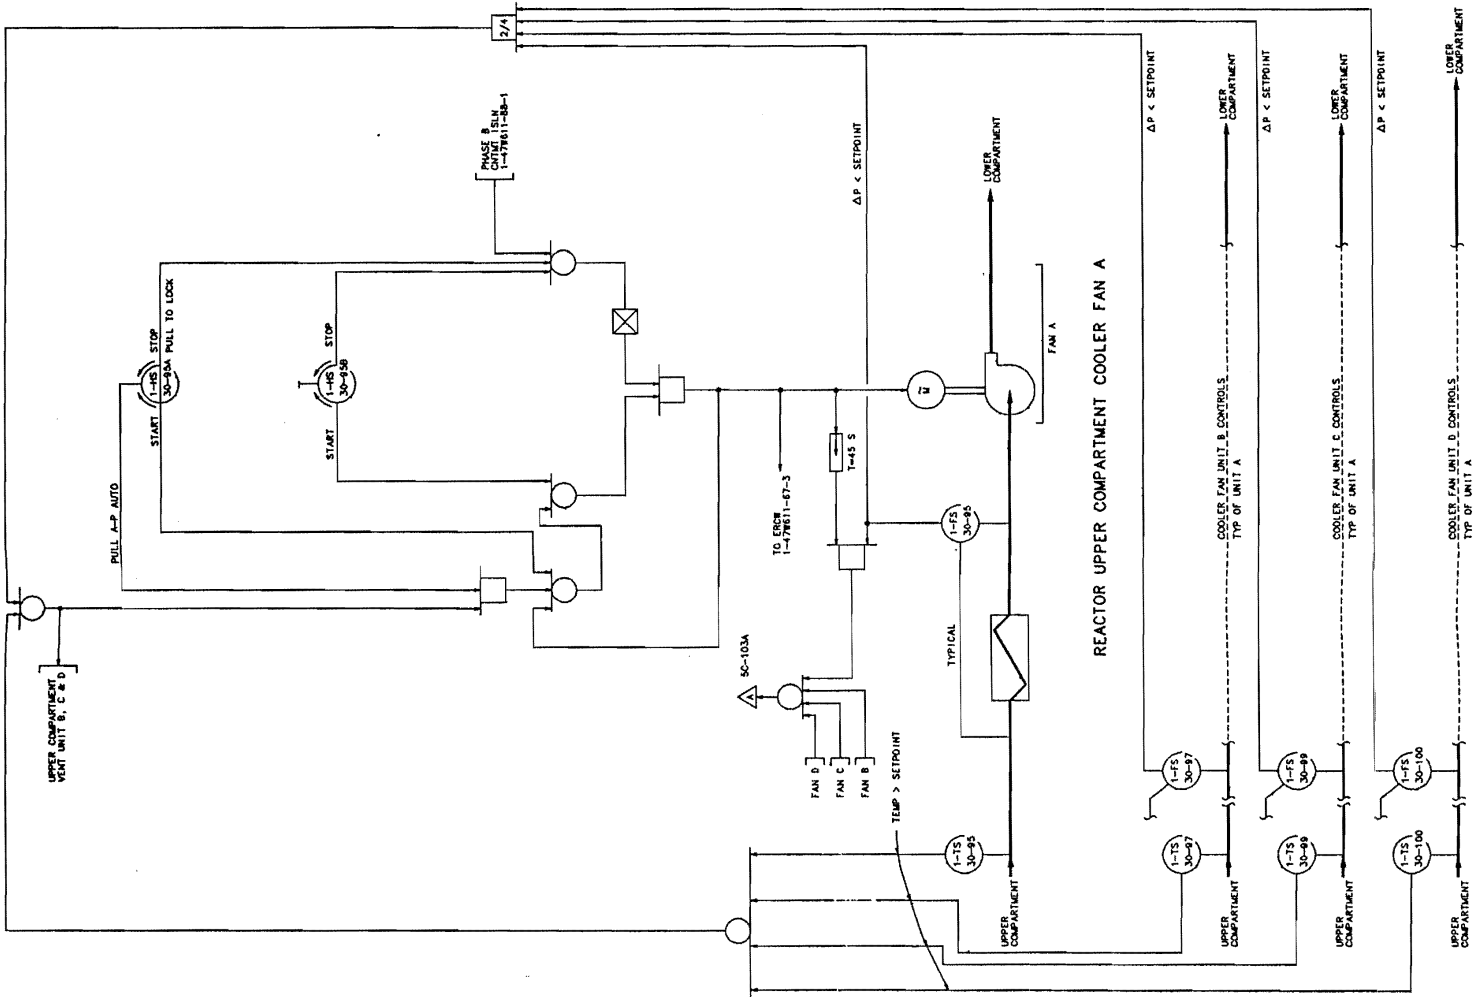 2/4
PHASE B
CNTMT ISLN
1-47W611-88-1
ΔP < SETPOINT
ΔP < SETPOINT
ΔP < SETPOINT
ΔP < SETPOINT
LOWER
COMPARTMENT
LOWER
COMPARTMENT
LOWER
COMPARTMENT
LOWER
COMPARTMENT
STOP
PULL TO LOCK
1-HS
30-95A
START
PULL A-P AUTO
STOP
1-HS
30-95B
START
M
FAN A
TO ERCW
1-47W611-67-3
T=45 S
1-FS
30-95
TYPICAL
REACTOR UPPER COMPARTMENT COOLER FAN A
COOLER FAN UNIT B CONTROLS
TYP OF UNIT A
COOLER FAN UNIT C CONTROLS
TYP OF UNIT A
COOLER FAN UNIT D CONTROLS
TYP OF UNIT A
UPPER COMPARTMENT
VENT UNIT B, C & D
A
SC-103A
FAN D
FAN C
FAN B
TEMP > SETPOINT
1-TS
30-95
UPPER
COMPARTMENT
1-FS
30-97
1-TS
30-97
UPPER
COMPARTMENT
1-FS
30-99
1-TS
30-99
UPPER
COMPARTMENT
1-FS
30-100
1-TS
30-100
UPPER
COMPARTMENT